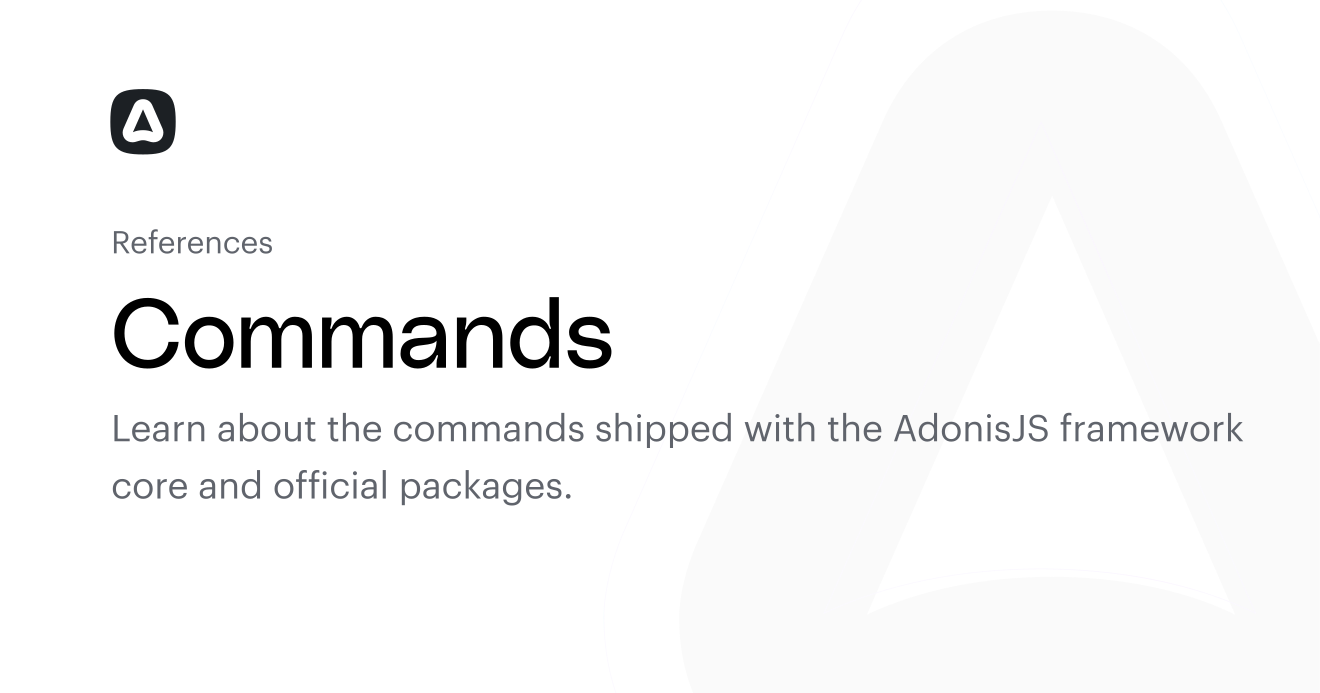 References
Commands
Learn about the commands shipped with the AdonisJS framework
core and official packages.